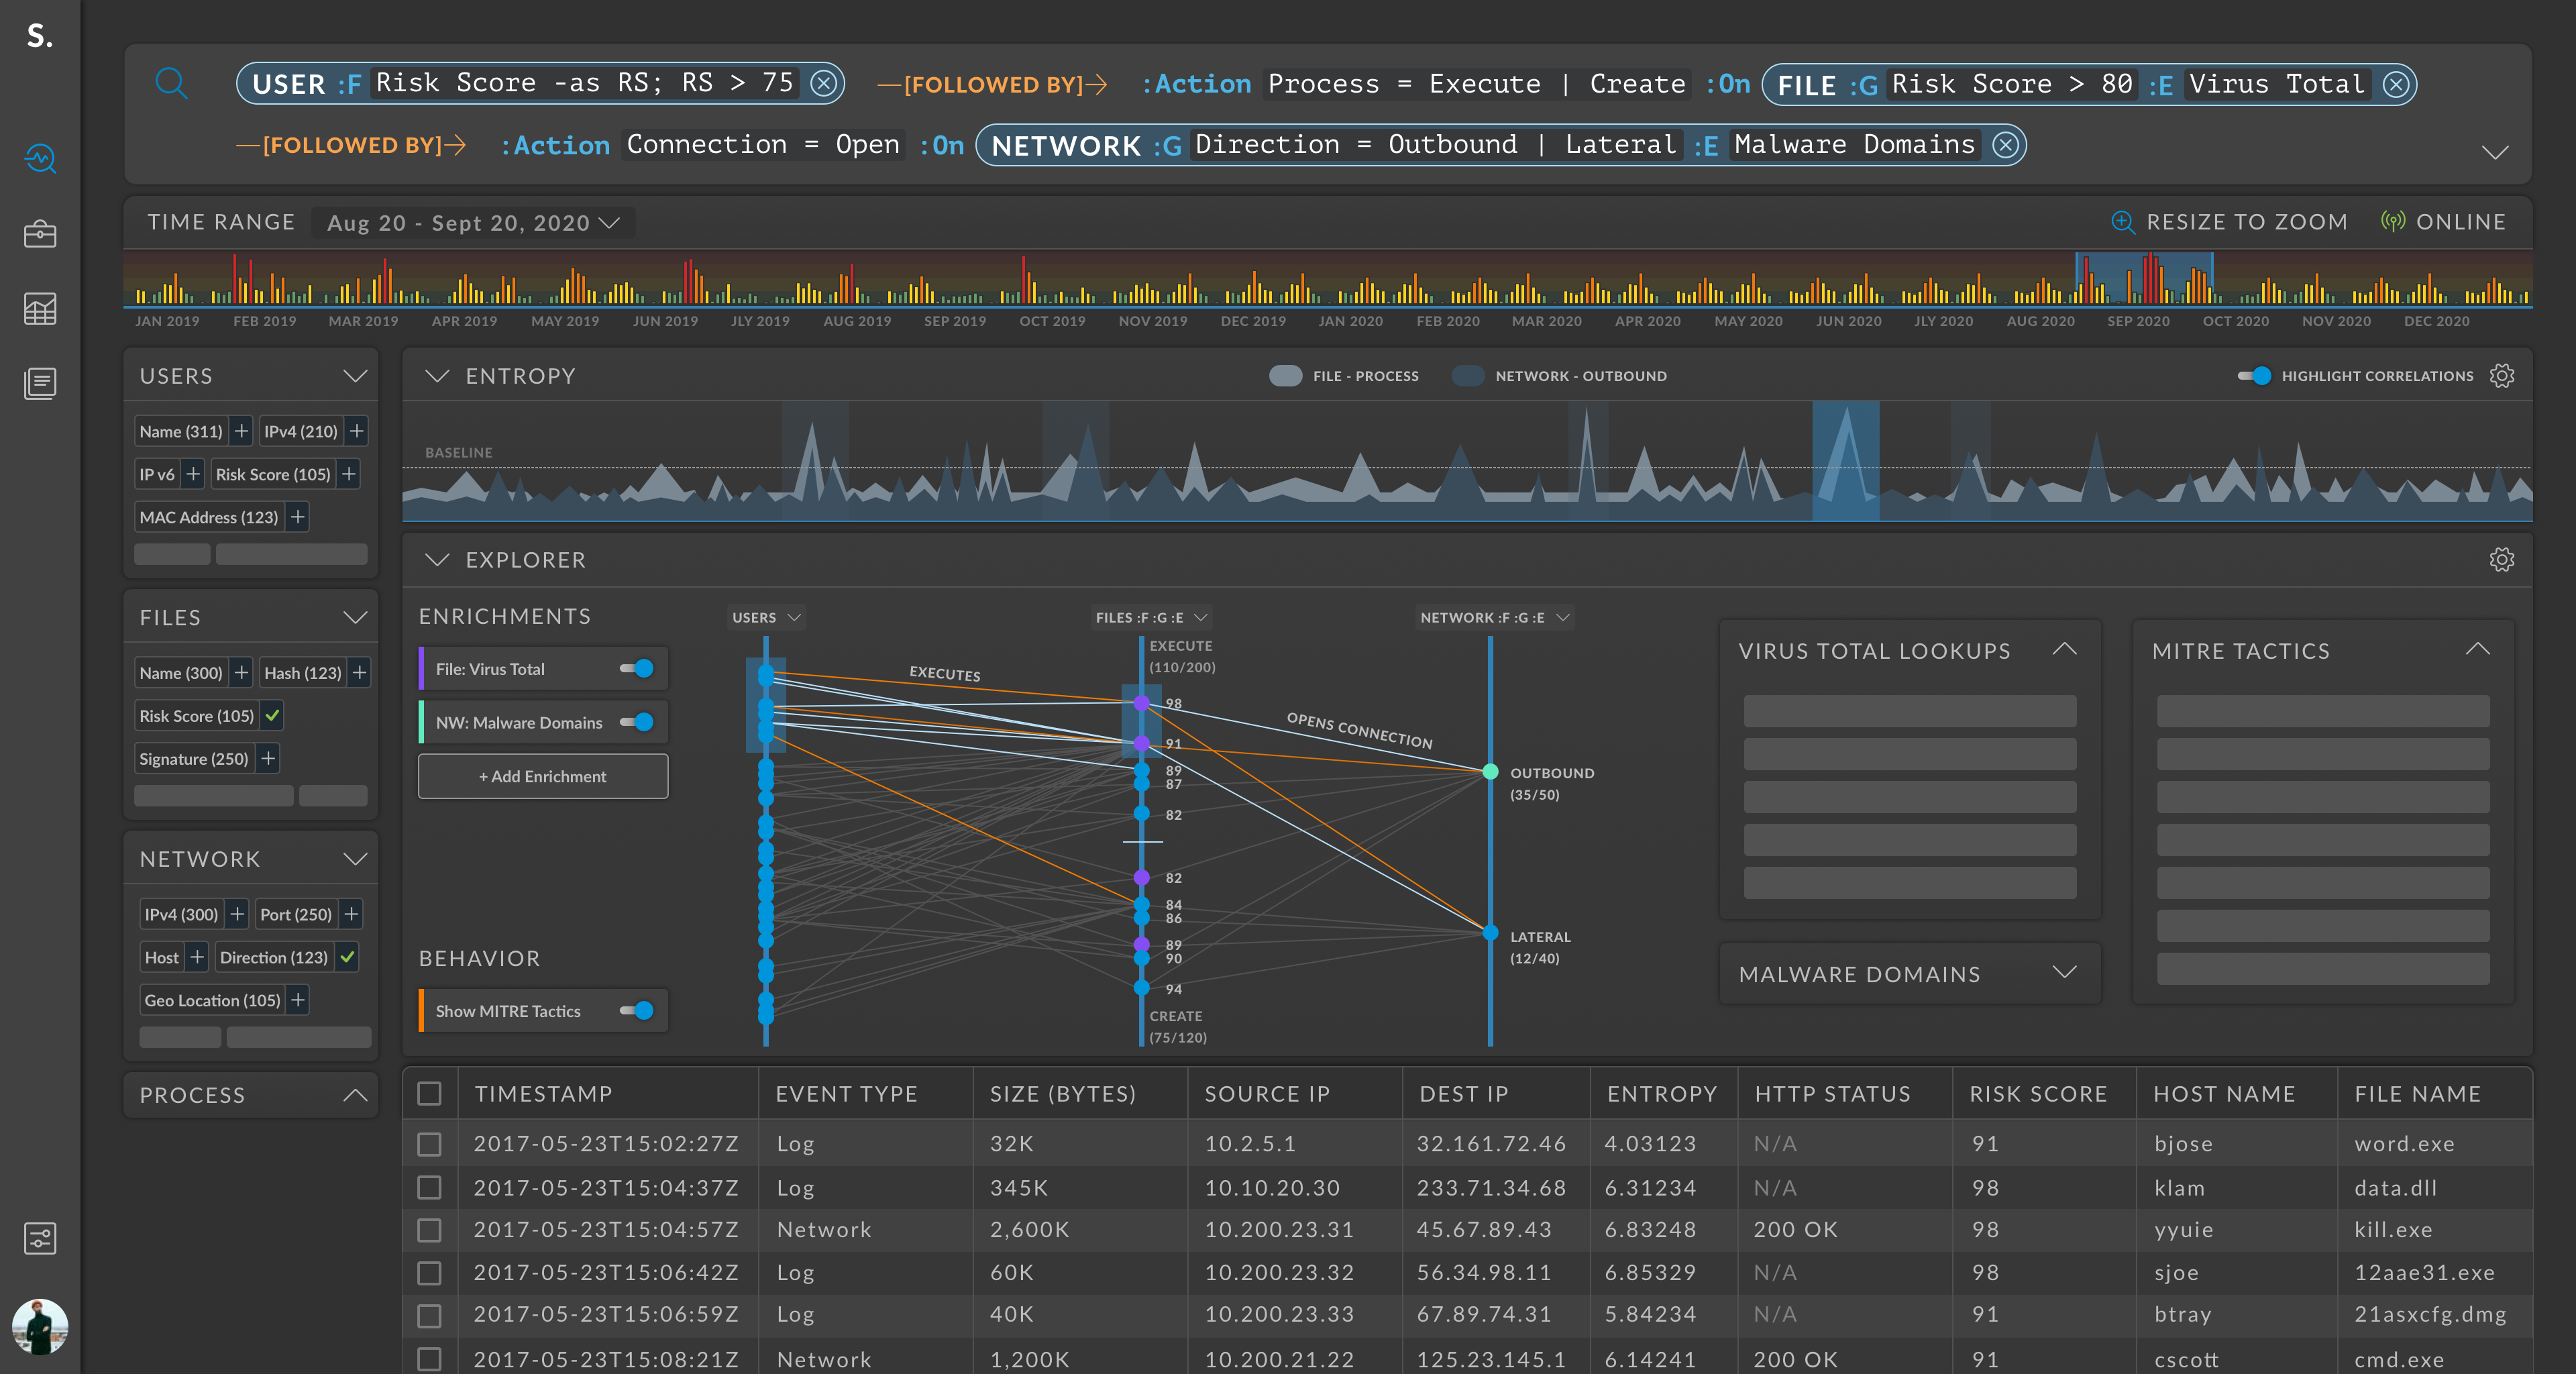 S.
USER :F Risk Score -as RS; RS > 75 —[FOLLOWED BY]→ :Action Process = Execute | Create :On FILE :G Risk Score > 80 :E Virus Total
—[FOLLOWED BY]→ :Action Connection = Open :On NETWORK :G Direction = Outbound | Lateral :E Malware Domains
TIME RANGE Aug 20 - Sept 20, 2020 RESIZE TO ZOOM ONLINE
JAN 2019 FEB 2019 MAR 2019 APR 2019 MAY 2019 JUN 2019 JLY 2019 AUG 2019 SEP 2019 OCT 2019 NOV 2019 DEC 2019 JAN 2020 FEB 2020 MAR 2020 APR 2020 MAY 2020 JUN 2020 JLY 2020 AUG 2020 SEP 2020 OCT 2020 NOV 2020 DEC 2020
USERS
Name (311) + IPv4 (210) +
IP v6 + Risk Score (105) +
MAC Address (123) +
FILES
Name (300) + Hash (123) +
Risk Score (105)
Signature (250) +
NETWORK
IPv4 (300) + Port (250) +
Host + Direction (123)
Geo Location (105) +
PROCESS
ENTROPY FILE - PROCESS NETWORK - OUTBOUND HIGHLIGHT CORRELATIONS
BASELINE
EXPLORER
ENRICHMENTS
File: Virus Total
NW: Malware Domains
+ Add Enrichment
BEHAVIOR
Show MITRE Tactics
USERS FILES :F :G :E NETWORK :F :G :E
EXECUTE
(110/200)
EXECUTES
98
OPENS CONNECTION
91
89
87
82
82
84
86
89
90
94
CREATE
(75/120)
OUTBOUND
(35/50)
LATERAL
(12/40)
VIRUS TOTAL LOOKUPS
MALWARE DOMAINS
MITRE TACTICS
TIMESTAMP EVENT TYPE SIZE (BYTES) SOURCE IP DEST IP ENTROPY HTTP STATUS RISK SCORE HOST NAME FILE NAME
2017-05-23T15:02:27Z Log 32K 10.2.5.1 32.161.72.46 4.03123 N/A 91 bjose word.exe
2017-05-23T15:04:37Z Log 345K 10.10.20.30 233.71.34.68 6.31234 N/A 98 klam data.dll
2017-05-23T15:04:57Z Network 2,600K 10.200.23.31 45.67.89.43 6.83248 200 OK 98 yyuie kill.exe
2017-05-23T15:06:42Z Log 60K 10.200.23.32 56.34.98.11 6.85329 N/A 98 sjoe 12aae31.exe
2017-05-23T15:06:59Z Log 40K 10.200.23.33 67.89.74.31 5.84234 N/A 91 btray 21asxcfg.dmg
2017-05-23T15:08:21Z Network 1,200K 10.200.21.22 125.23.145.1 6.14241 200 OK 91 cscott cmd.exe